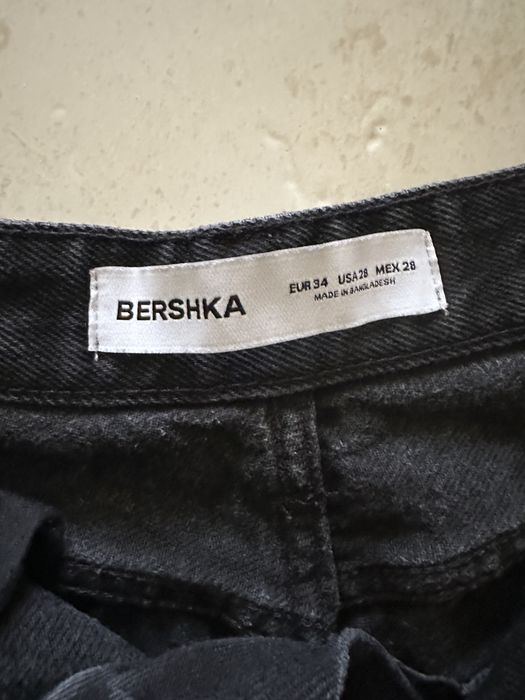 BERSHKA
EUR 34 USA 28 MEX 28
MADE IN BANGLADESH